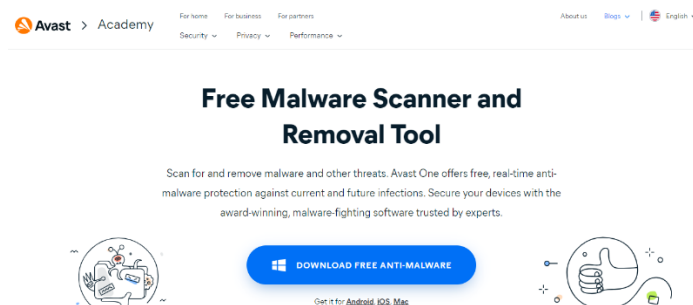 For home For business For partners
About us Blogs English
Avast > Academy
Security Privacy Performance
Free Malware Scanner and
Removal Tool
Scan for and remove malware and other threats. Avast One offers free, real-time anti-
malware protection against current and future infections. Secure your devices with the
award-winning, malware-fighting software trusted by experts.
DOWNLOAD FREE ANTI-MALWARE
Get it for Android, iOS, Mac